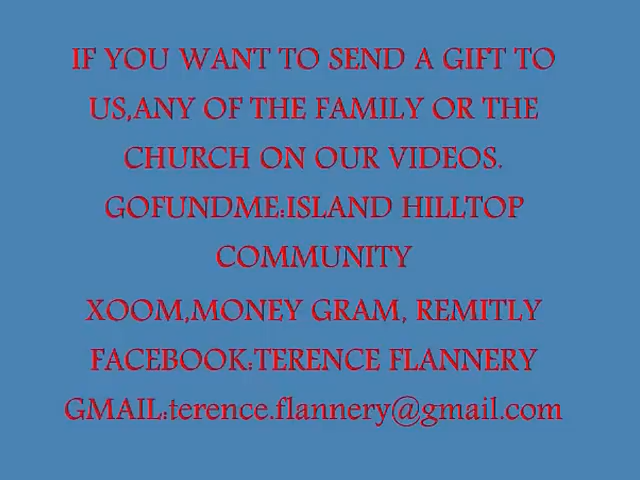 IF YOU WANT TO SEND A GIFT TO
US,ANY OF THE FAMILY OR THE
CHURCH ON OUR VIDEOS.
GOFUNDME:ISLAND HILLTOP
COMMUNITY
XOOM,MONEY GRAM, REMITLY
FACEBOOK:TERENCE FLANNERY
GMAIL:terence.flannery@gmail.com